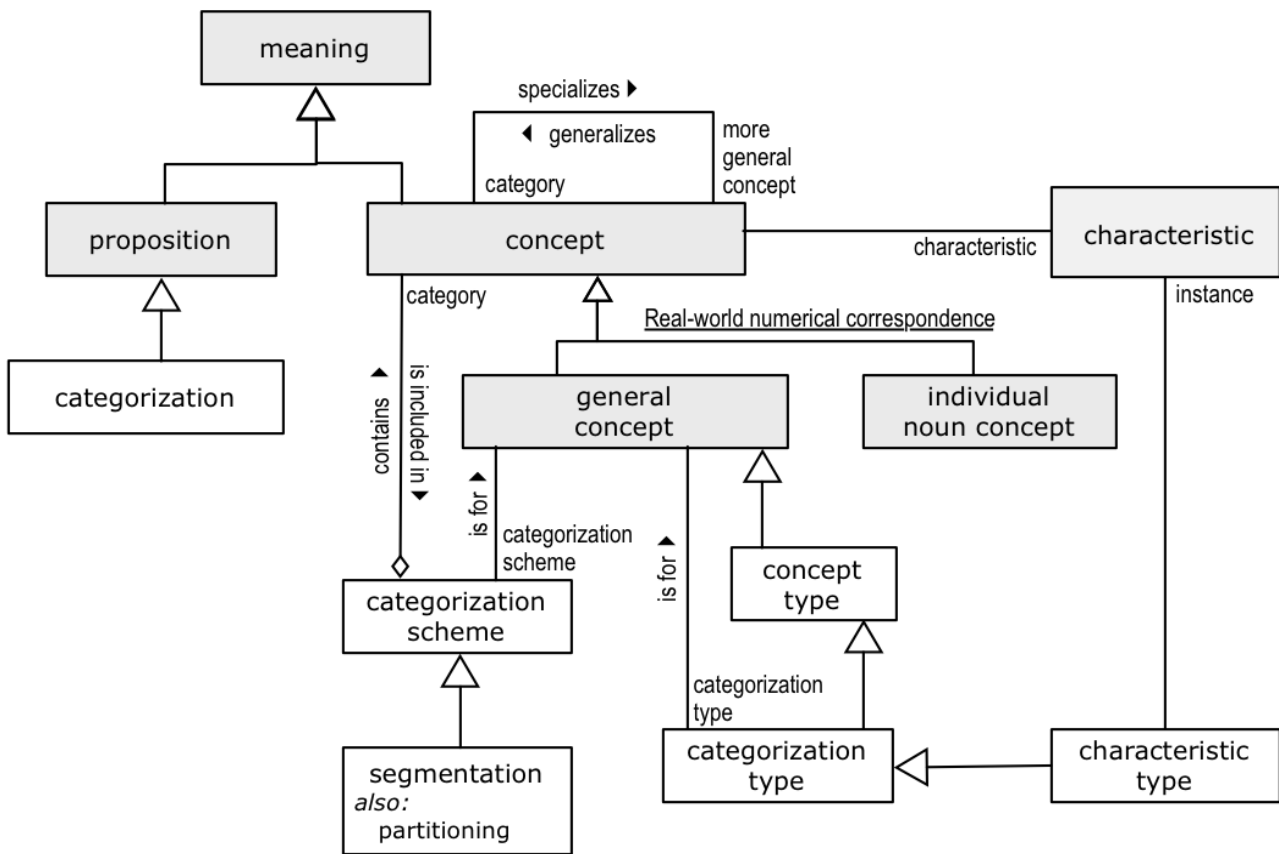 meaning
specializes ▶
◀ generalizes
more
general
concept
category
proposition
concept
characteristic
characteristic
category
instance
Real-world numerical correspondence
categorization
contains ▲
is included in ▼
general
concept
individual
noun concept
is for ▲
categorization
scheme
is for ▲
concept
type
categorization
scheme
categorization
type
segmentation
also:
partitioning
categorization
type
characteristic
type